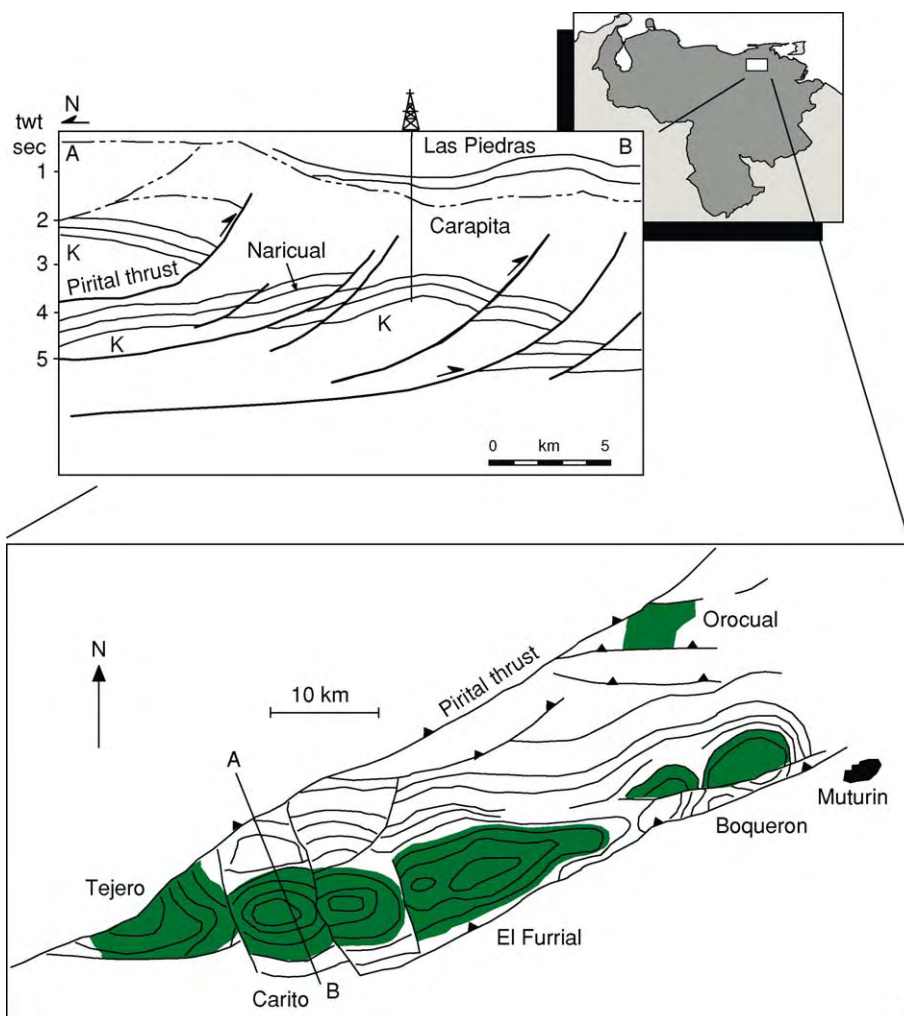 N
twt
sec
A
Las Piedras
B
1
2
K
Carapita
Naricual
3
Pirital thrust
4
K
K
5
0 km 5
Orocual
N
Pirital thrust
10 km
A
Muturin
Boqueron
Tejero
El Furrial
B
Carito